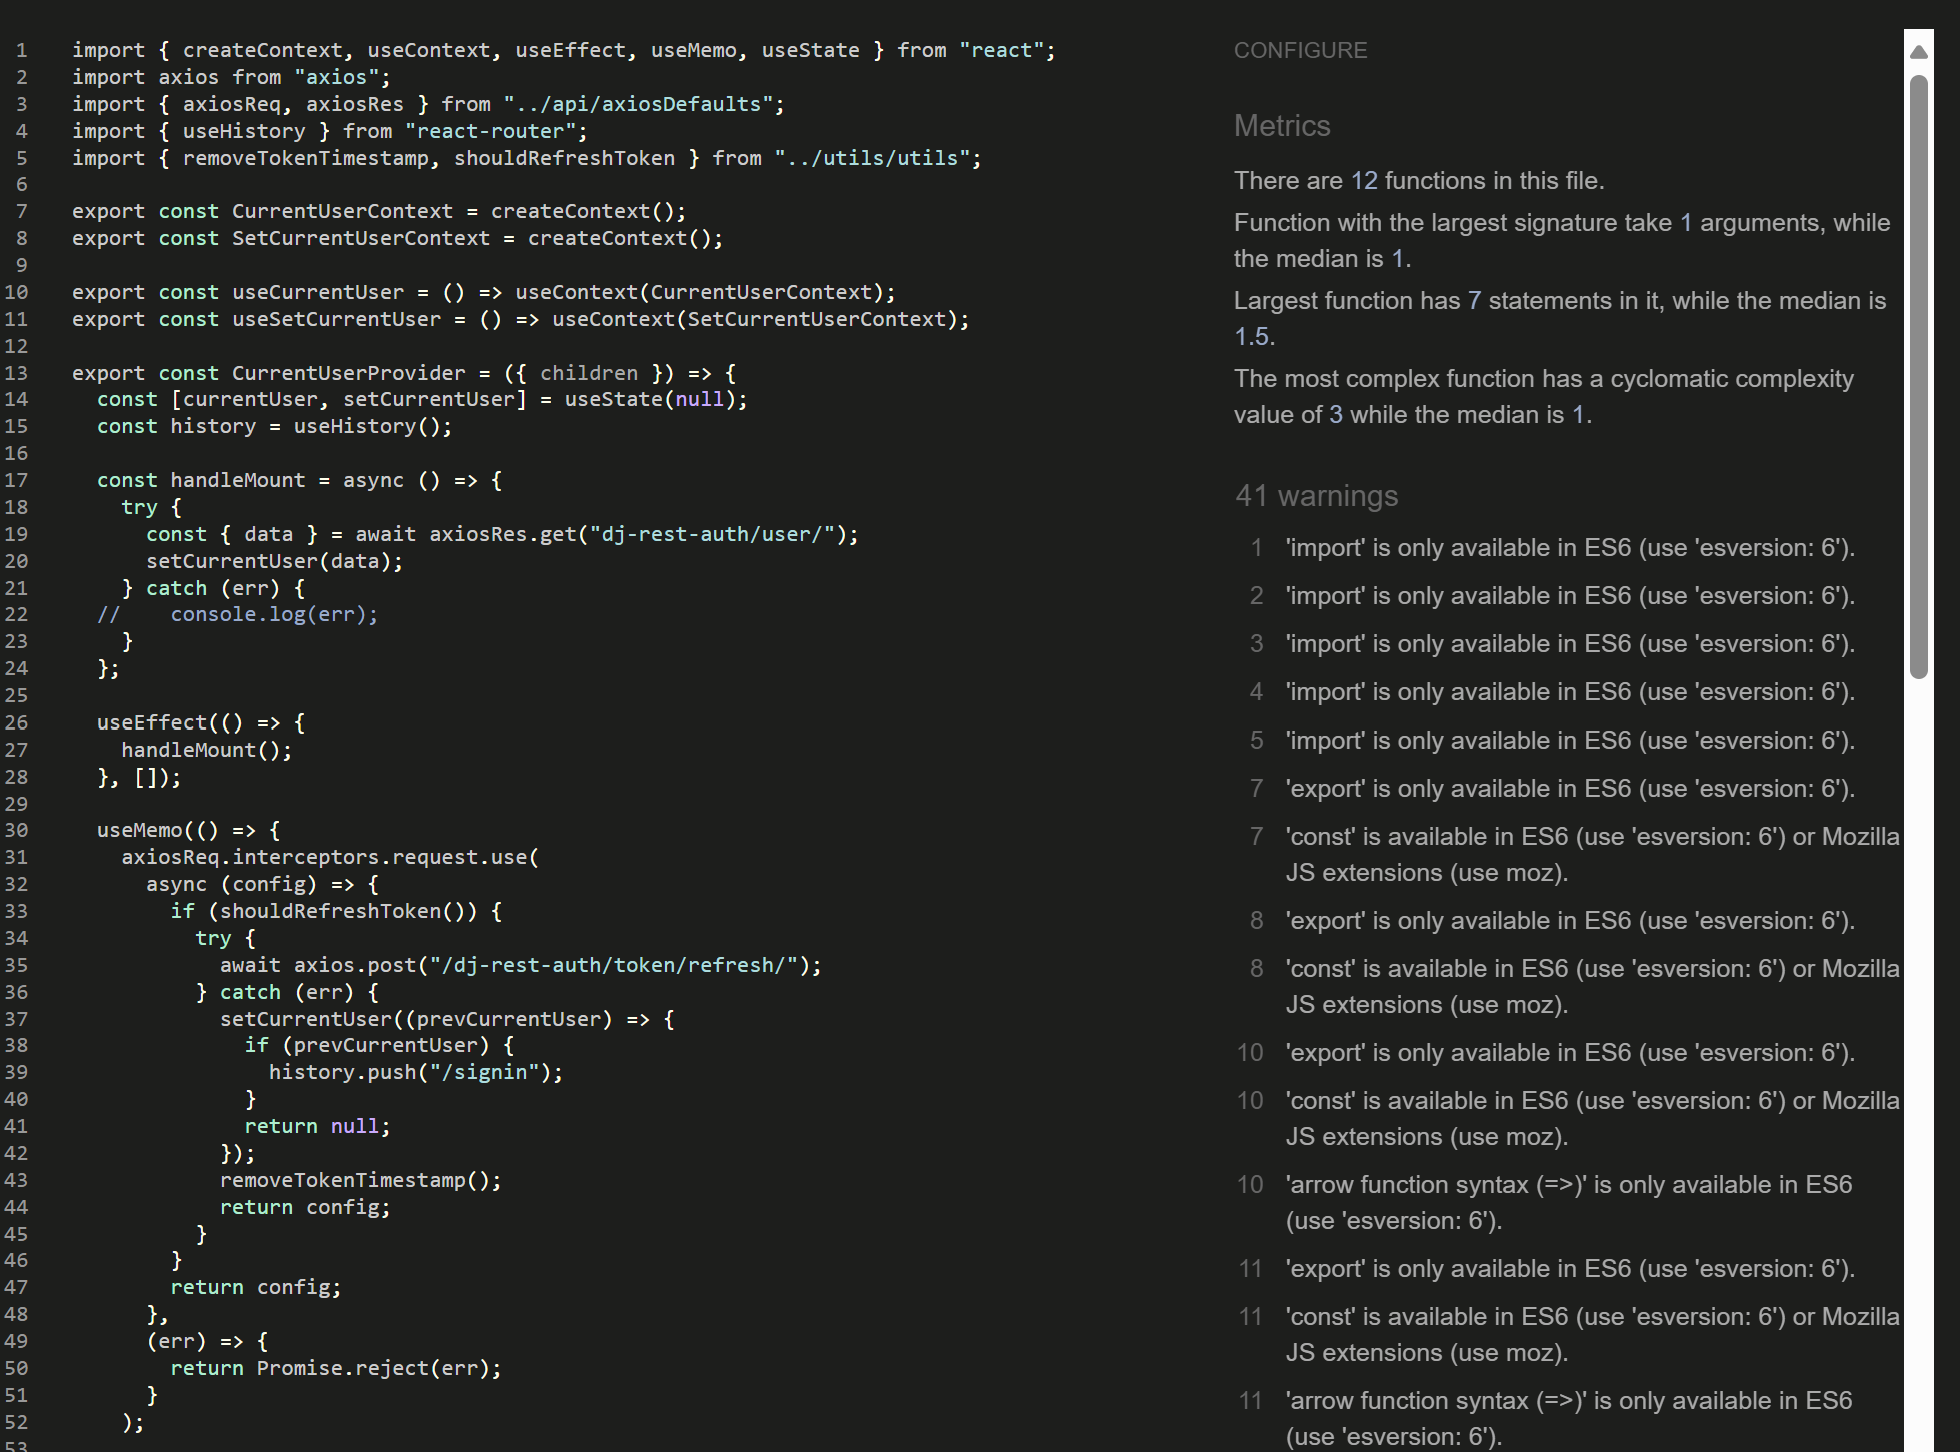 1 import { createContext, useContext, useEffect, useMemo, useState } from "react";
2 import axios from "axios";
3 import { axiosReq, axiosRes } from "../api/axiosDefaults";
4 import { useHistory } from "react-router";
5 import { removeTokenTimestamp, shouldRefreshToken } from "../utils/utils";
6
7 export const CurrentUserContext = createContext();
8 export const SetCurrentUserContext = createContext();
9
10 export const useCurrentUser = () => useContext(CurrentUserContext);
11 export const useSetCurrentUser = () => useContext(SetCurrentUserContext);
12
13 export const CurrentUserProvider = ({ children }) => {
14   const [currentUser, setCurrentUser] = useState(null);
15   const history = useHistory();
16
17   const handleMount = async () => {
18     try {
19       const { data } = await axiosRes.get("dj-rest-auth/user/");
20       setCurrentUser(data);
21     } catch (err) {
22   //    console.log(err);
23     }
24   };
25
26   useEffect(() => {
27     handleMount();
28   }, []);
29
30   useMemo(() => {
31     axiosReq.interceptors.request.use(
32       async (config) => {
33         if (shouldRefreshToken()) {
34           try {
35             await axios.post("/dj-rest-auth/token/refresh/");
36           } catch (err) {
37             setCurrentUser((prevCurrentUser) => {
38               if (prevCurrentUser) {
39                 history.push("/signin");
40               }
41               return null;
42             });
43             removeTokenTimestamp();
44             return config;
45           }
46         }
47         return config;
48       },
49       (err) => {
50         return Promise.reject(err);
51       }
52     );
53
CONFIGURE
Metrics
There are 12 functions in this file.
Function with the largest signature take 1 arguments, while
the median is 1.
Largest function has 7 statements in it, while the median is
1.5.
The most complex function has a cyclomatic complexity
value of 3 while the median is 1.
41 warnings
1 'import' is only available in ES6 (use 'esversion: 6').
2 'import' is only available in ES6 (use 'esversion: 6').
3 'import' is only available in ES6 (use 'esversion: 6').
4 'import' is only available in ES6 (use 'esversion: 6').
5 'import' is only available in ES6 (use 'esversion: 6').
7 'export' is only available in ES6 (use 'esversion: 6').
7 'const' is available in ES6 (use 'esversion: 6') or Mozilla
JS extensions (use moz).
8 'export' is only available in ES6 (use 'esversion: 6').
8 'const' is available in ES6 (use 'esversion: 6') or Mozilla
JS extensions (use moz).
10 'export' is only available in ES6 (use 'esversion: 6').
10 'const' is available in ES6 (use 'esversion: 6') or Mozilla
JS extensions (use moz).
10 'arrow function syntax (=>)' is only available in ES6
(use 'esversion: 6').
11 'export' is only available in ES6 (use 'esversion: 6').
11 'const' is available in ES6 (use 'esversion: 6') or Mozilla
JS extensions (use moz).
11 'arrow function syntax (=>)' is only available in ES6
(use 'esversion: 6').